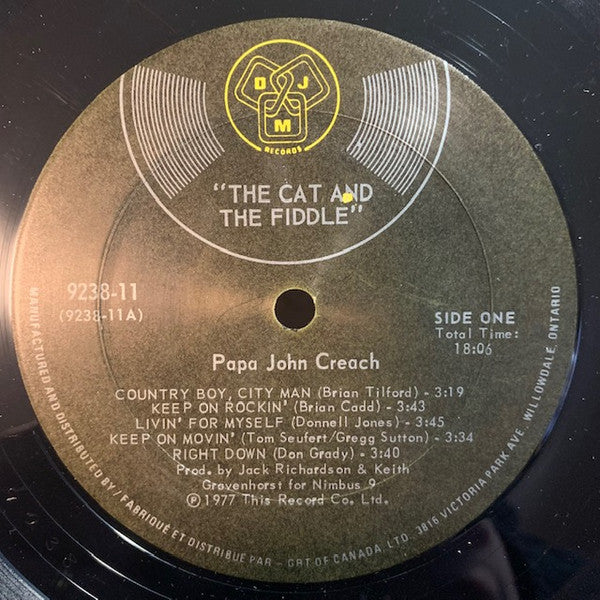 D J M
RECORDS
"THE CAT AND
THE FIDDLE"
9238-11
(9238-11A)
SIDE ONE
Total Time:
18:06
Papa John Creach
COUNTRY BOY, CITY MAN (Brian Tilford) - 3:19
KEEP ON ROCKIN' (Brian Cadd) - 3:43
LIVIN' FOR MYSELF (Donnell Jones) - 3:45
KEEP ON MOVIN' (Tom Seufert/Gregg Sutton) - 3:34
RIGHT DOWN (Don Grady) - 3:40
Prod. by Jack Richardson & Keith
Gravenhorst for Nimbus 9
℗ 1977 This Record Co. Ltd.
MANUFACTURED AND DISTRIBUTED BY / FABRIQUÉ ET DISTRIBUÉ PAR - GRT OF CANADA, LTD. 3816 VICTORIA PARK AVE. WILLOWDALE, ONTARIO